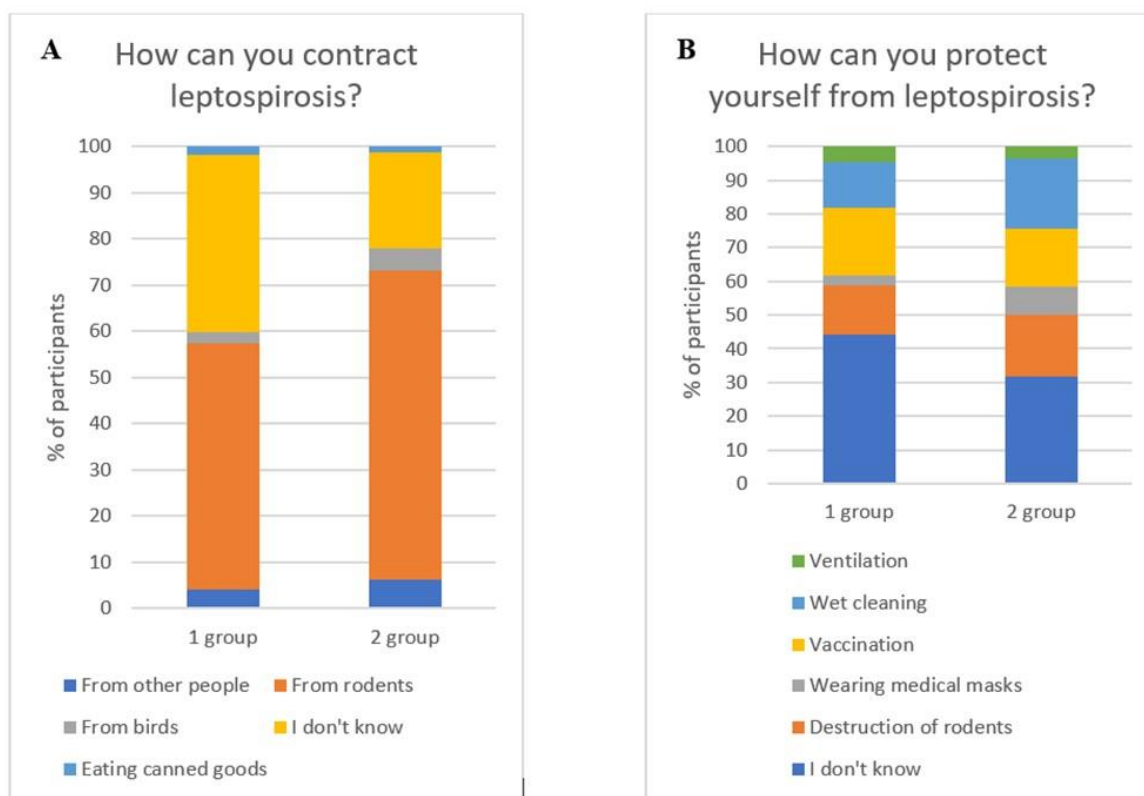 A
How can you contract
leptospirosis?
100
90
80
70
60
50
40
30
20
10
0
% of participants
1 group 2 group
From other people From rodents
From birds I don't know
Eating canned goods
B
How can you protect
yourself from leptospirosis?
100
90
80
70
60
50
40
30
20
10
0
% of participants
1 group 2 group
Ventilation
Wet cleaning
Vaccination
Wearing medical masks
Destruction of rodents
I don't know